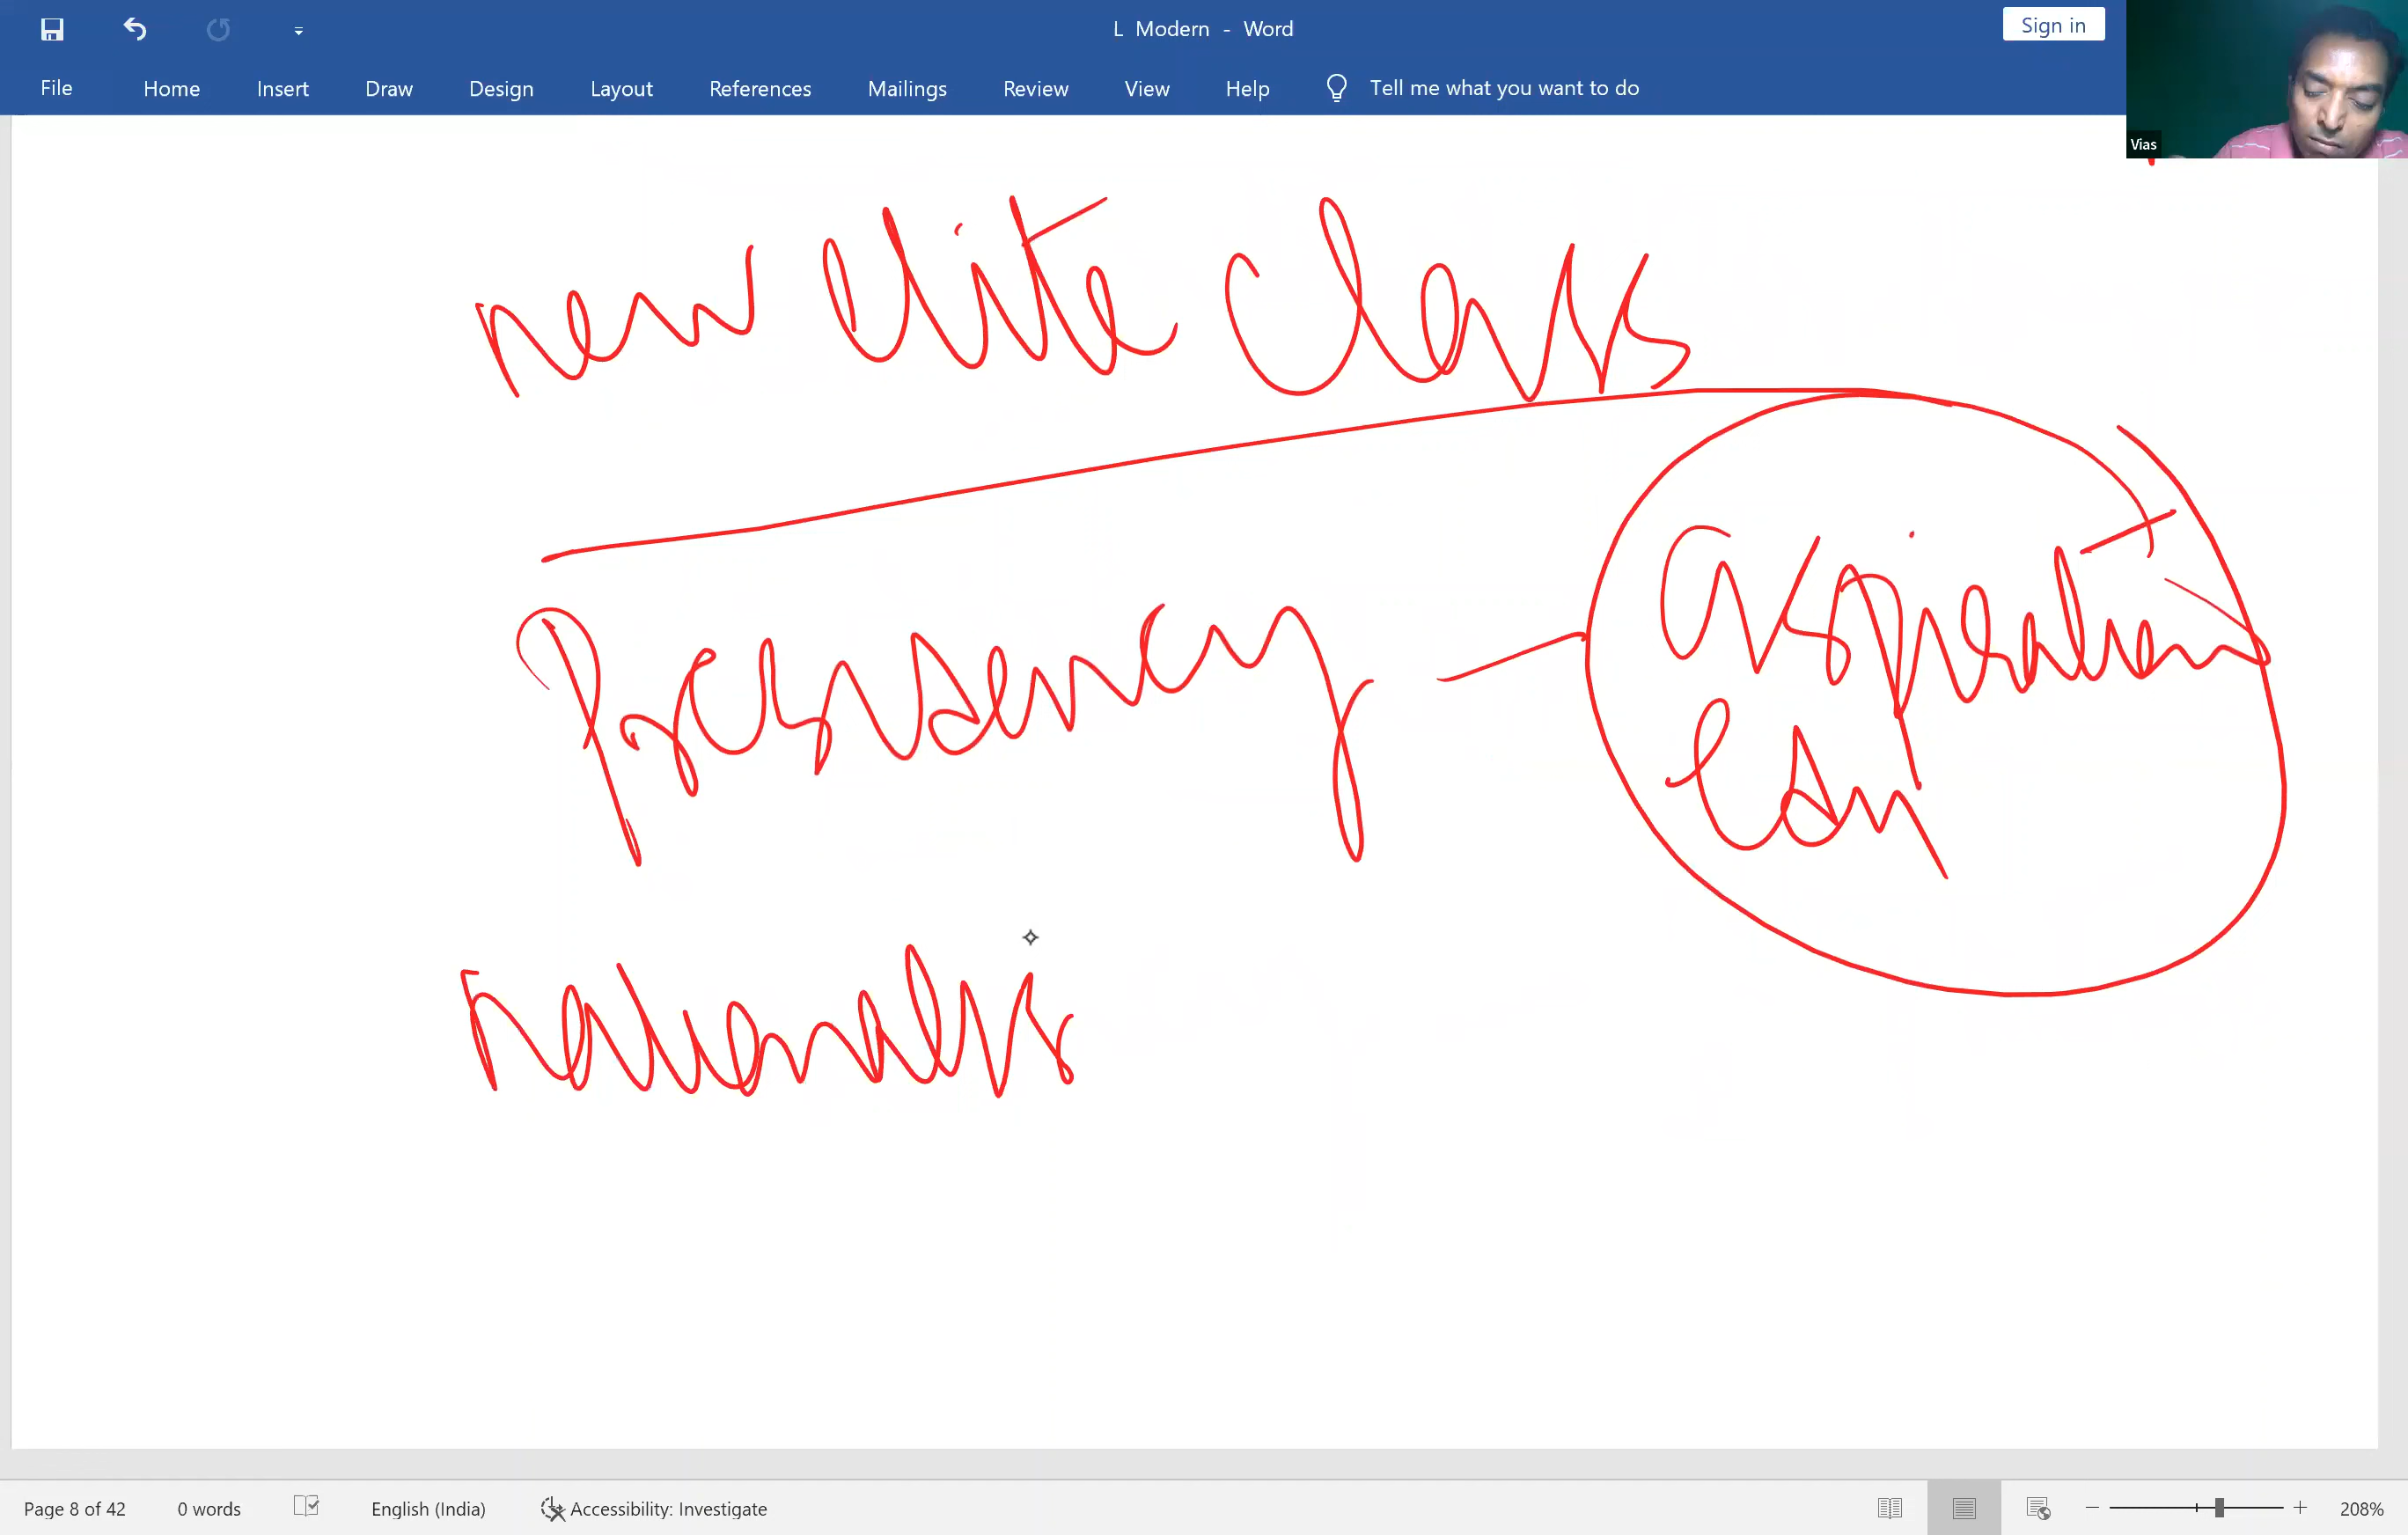 L Modern - Word
Sign in
File Home Insert Draw Design Layout References Mailings Review View Help Tell me what you want to do
Vias
new elite class
Presidency
aspiration
Nationalis
Page 8 of 42 0 words English (India) Accessibility: Investigate 208%